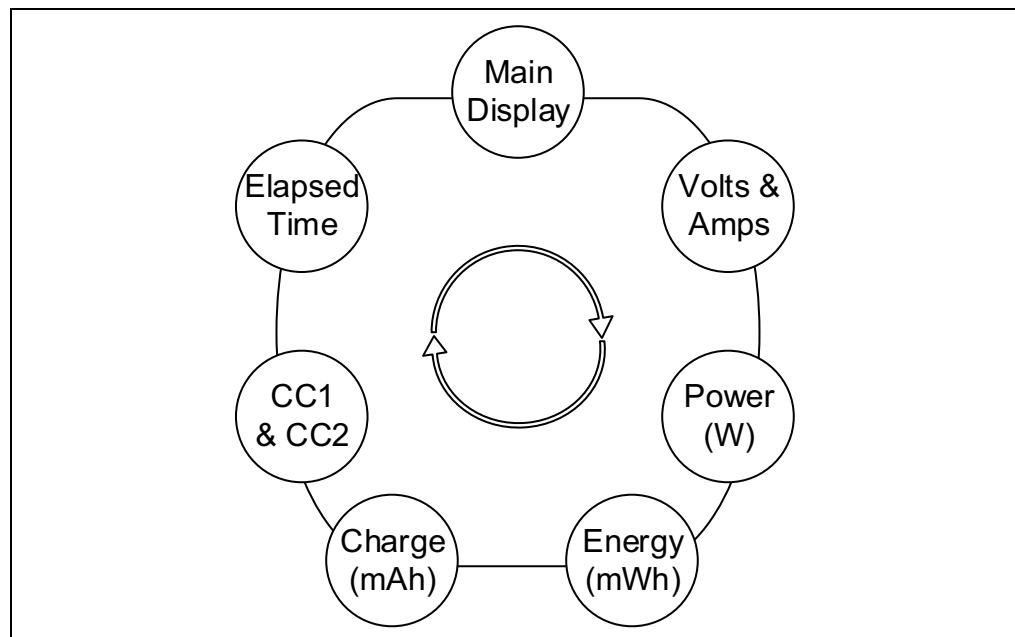 Main
Display
Volts &
Amps
Power
(W)
Energy
(mWh)
Charge
(mAh)
CC1
& CC2
Elapsed
Time